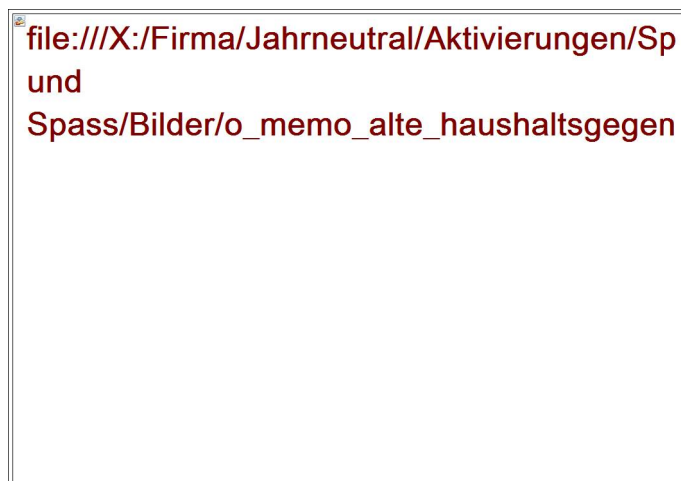 file:///X:/Firma/Jahrneutral/Aktivierungen/Sp
und
Spass/Bilder/o_memo_alte_haushaltsgegen